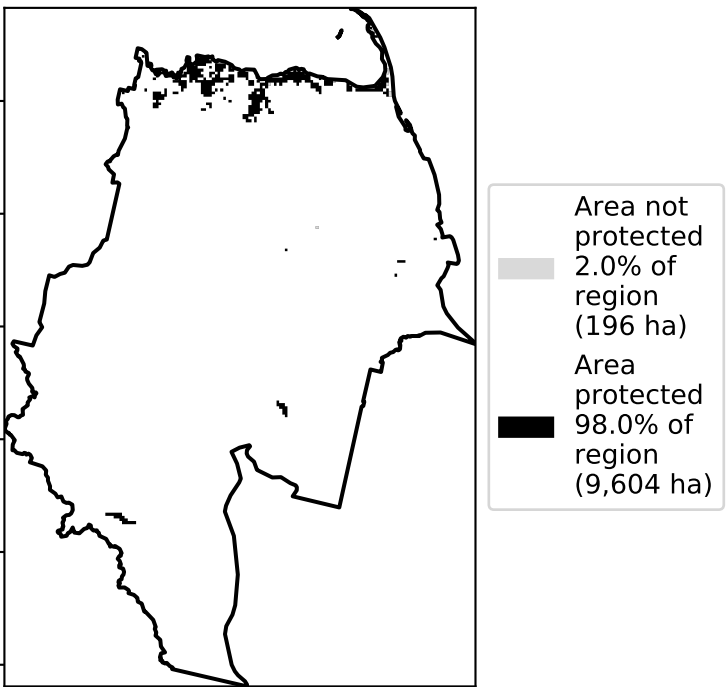 Area not
protected
2.0% of
region
(196 ha)
Area
protected
98.0% of
region
(9,604 ha)